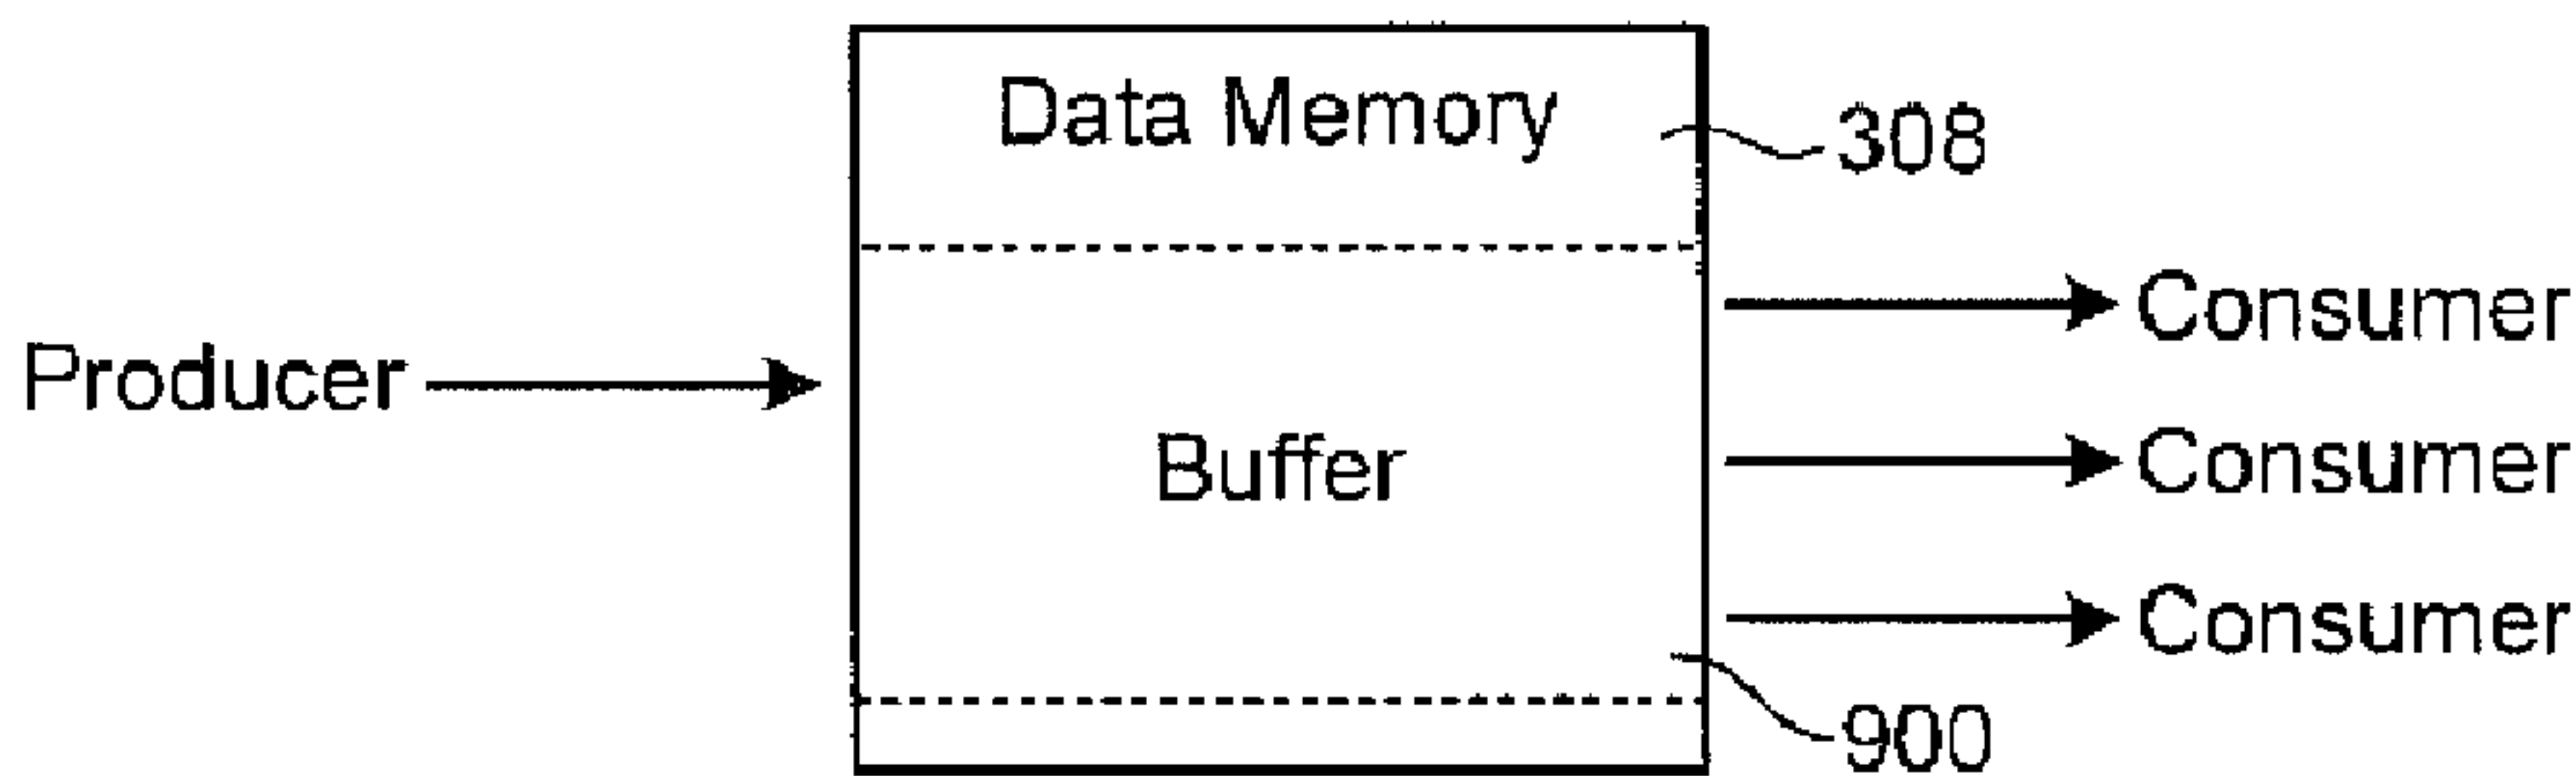 Data Memory
308
Producer
Buffer
Consumer
Consumer
Consumer
900